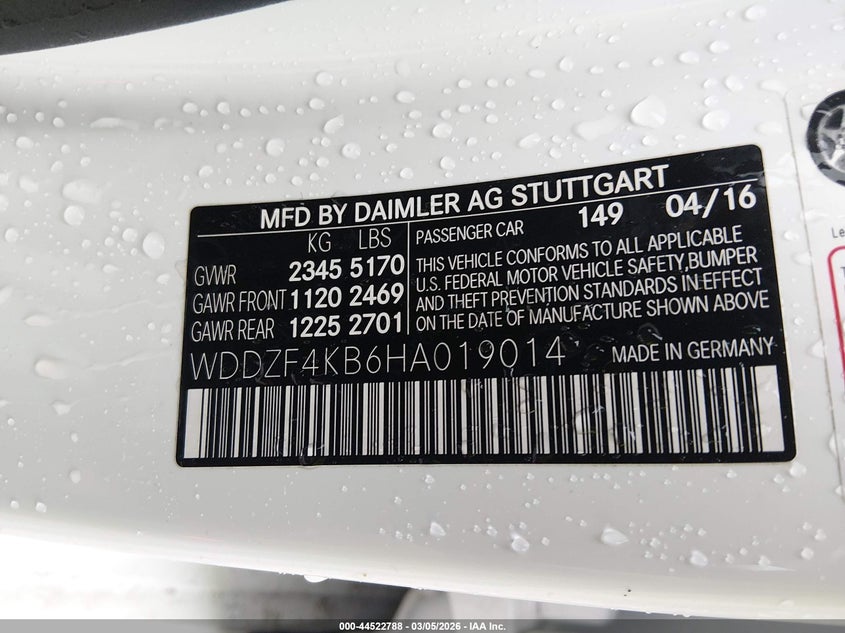 MFD BY DAIMLER AG STUTTGART
KG LBS
GVWR 2345 5170
GAWR FRONT 1120 2469
GAWR REAR 1225 2701
PASSENGER CAR 149 04/16
THIS VEHICLE CONFORMS TO ALL APPLICABLE
U.S. FEDERAL MOTOR VEHICLE SAFETY,BUMPER
AND THEFT PREVENTION STANDARDS IN EFFECT
ON THE DATE OF MANUFACTURE SHOWN ABOVE
WDDZF4KB6HA019014 MADE IN GERMANY
000-44522788 - 03/05/2026 - IAA Inc.